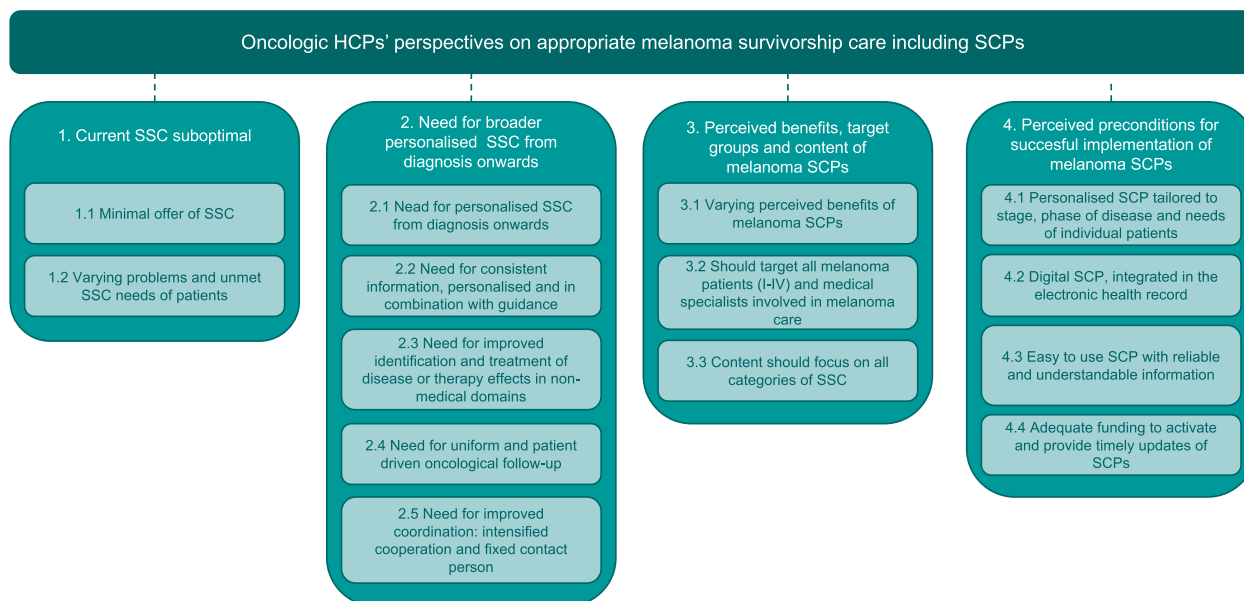 Oncologic HCPs' perspectives on appropriate melanoma survivorship care including SCPs
1. Current SSC suboptimal
1.1 Minimal offer of SSC
1.2 Varying problems and unmet
SSC needs of patients
2. Need for broader
personalised SSC from
diagnosis onwards
2.1 Nead for personalised SSC
from diagnosis onwards
2.2 Need for consistent
information, personalised and in
combination with guidance
2.3 Need for improved
identification and treatment of
disease or therapy effects in non-
medical domains
2.4 Need for uniform and patient
driven oncological follow-up
2.5 Need for improved
coordination: intensified
cooperation and fixed contact
person
3. Perceived benefits, target
groups and content of
melanoma SCPs
3.1 Varying perceived benefits of
melanoma SCPs
3.2 Should target all melanoma
patients (I-IV) and medical
specialists involved in melanoma
care
3.3 Content should focus on all
categories of SSC
4. Perceived preconditions for
succesful implementation of
melanoma SCPs
4.1 Personalised SCP tailored to
stage, phase of disease and needs
of individual patients
4.2 Digital SCP, integrated in the
electronic health record
4.3 Easy to use SCP with reliable
and understandable information
4.4 Adequate funding to activate
and provide timely updates of
SCPs